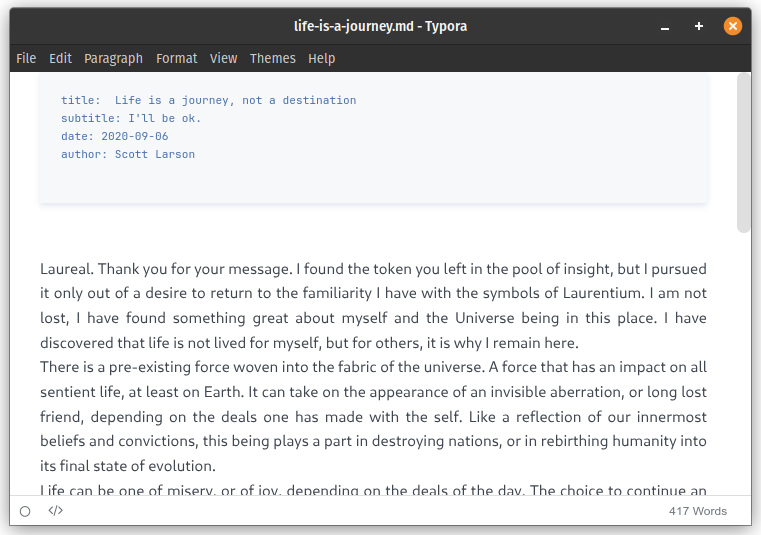 life-is-a-journey.md - Typora
File Edit Paragraph Format View Themes Help
title:  Life is a journey, not a destination
subtitle: I'll be ok.
date: 2020-09-06
author: Scott Larson
Laureal. Thank you for your message. I found the token you left in the pool of insight, but I pursued
it only out of a desire to return to the familiarity I have with the symbols of Laurentium. I am not
lost, I have found something great about myself and the Universe being in this place. I have
discovered that life is not lived for myself, but for others, it is why I remain here.
There is a pre-existing force woven into the fabric of the universe. A force that has an impact on all
sentient life, at least on Earth. It can take on the appearance of an invisible aberration, or long lost
friend, depending on the deals one has made with the self. Like a reflection of our innermost
beliefs and convictions, this being plays a part in destroying nations, or in rebirthing humanity into
its final state of evolution.
Life can be one of misery, or of joy, depending on the deals of the day. The choice to continue an
</> 417 Words